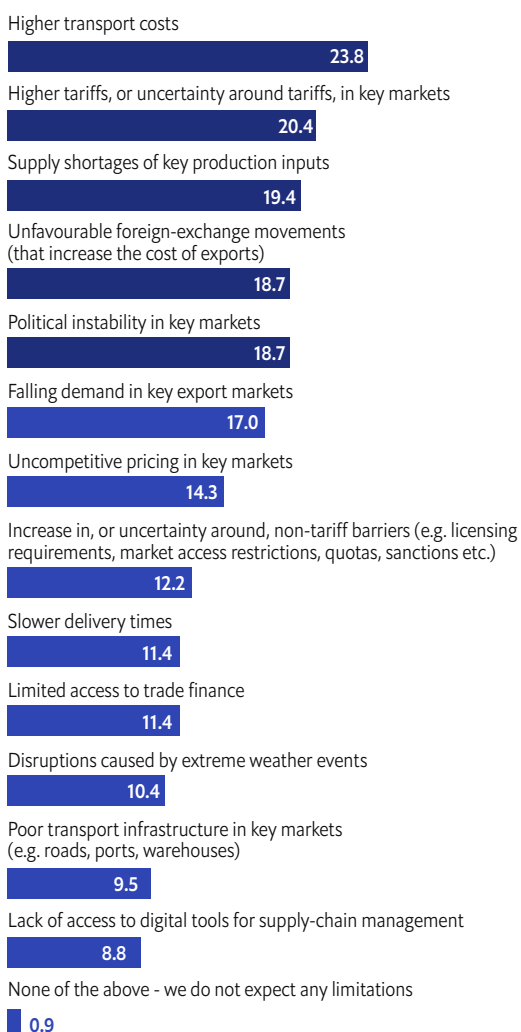 Higher transport costs
23.8
Higher tariffs, or uncertainty around tariffs, in key markets
20.4
Supply shortages of key production inputs
19.4
Unfavourable foreign-exchange movements
(that increase the cost of exports)
18.7
Political instability in key markets
18.7
Falling demand in key export markets
17.0
Uncompetitive pricing in key markets
14.3
Increase in, or uncertainty around, non-tariff barriers (e.g. licensing
requirements, market access restrictions, quotas, sanctions etc.)
12.2
Slower delivery times
11.4
Limited access to trade finance
11.4
Disruptions caused by extreme weather events
10.4
Poor transport infrastructure in key markets
(e.g. roads, ports, warehouses)
9.5
Lack of access to digital tools for supply-chain management
8.8
None of the above - we do not expect any limitations
0.9